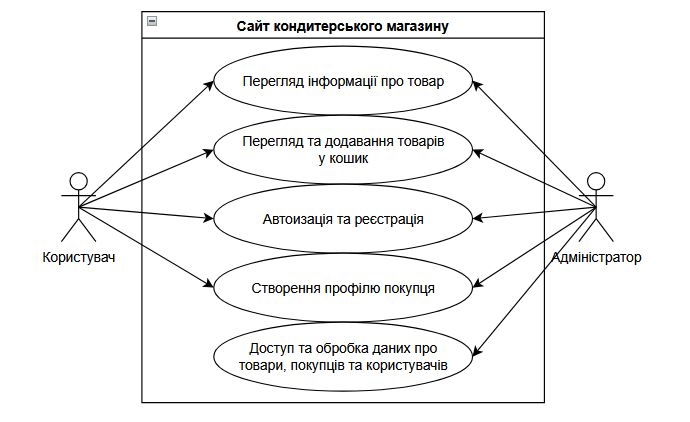 Сайт кондитерського магазину
Перегляд інформації про товар
Перегляд та додавання товарів
у кошик
Автоизація та реєстрація
Користувач
Адміністратор
Створення профілю покупця
Доступ та обробка даних про
товари, покупців та користувачів